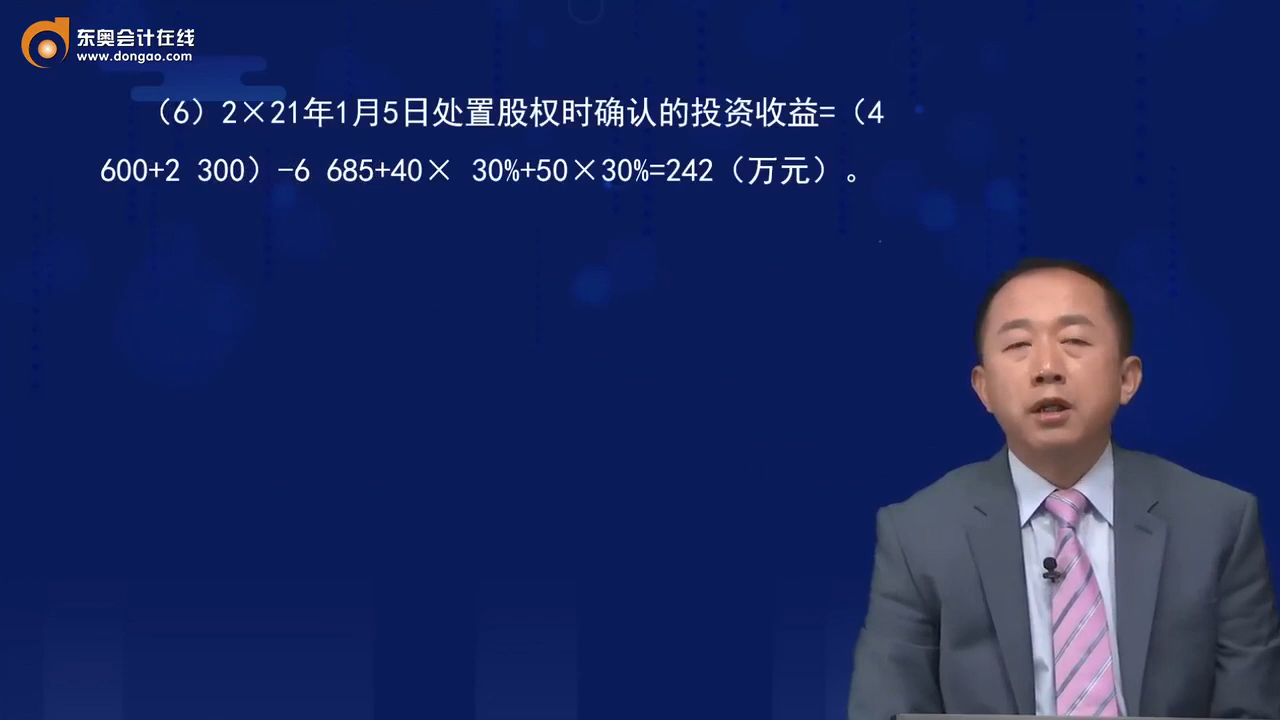 东奥会计在线
www.dongao.com
（6）2×21年1月5日处置股权时确认的投资收益=（4
600+2 300）-6 685+40× 30%+50×30%=242（万元）。